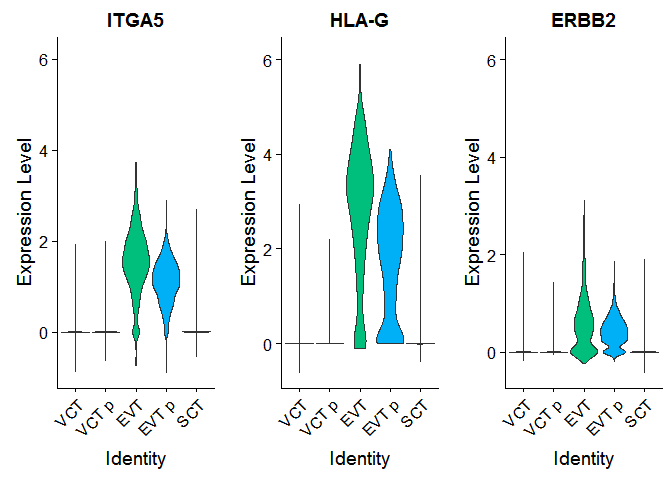 ITGA5
HLA-G
ERBB2
Expression Level
6
4
2
0
VCT
VCT p
EVT
EVT p
SCT
Identity
Expression Level
6
4
2
0
VCT
VCT p
EVT
EVT p
SCT
Identity
Expression Level
6
4
2
0
VCT
VCT p
EVT
EVT p
SCT
Identity